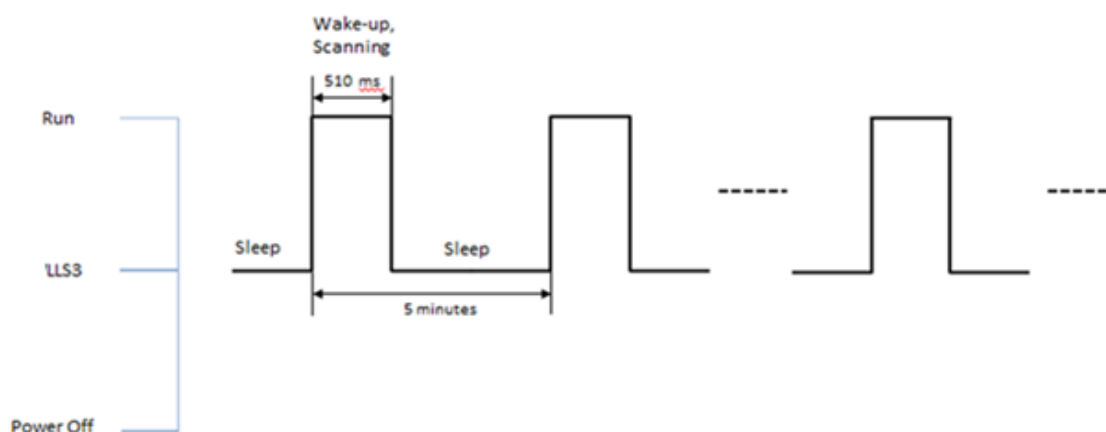 Wake-up,
Scanning
510 ms
Run
Sleep
Sleep
'LLS3
5 minutes
Power Off